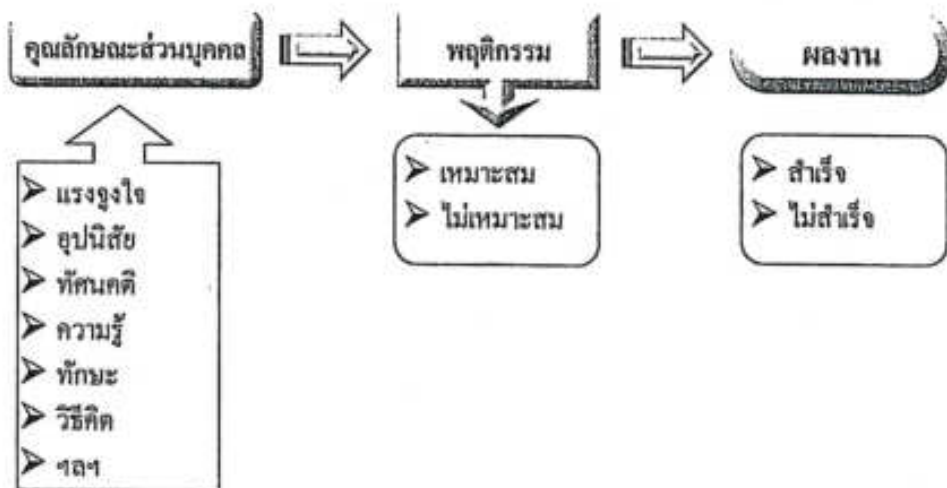 คุณลักษณะส่วนบุคคล
พฤติกรรม
ผลงาน
แรงจูงใจ
อุปนิสัย
ทัศนคติ
ความรู้
ทักษะ
วิธีคิด
ฯลฯ
เหมาะสม
ไม่เหมาะสม
สำเร็จ
ไม่สำเร็จ